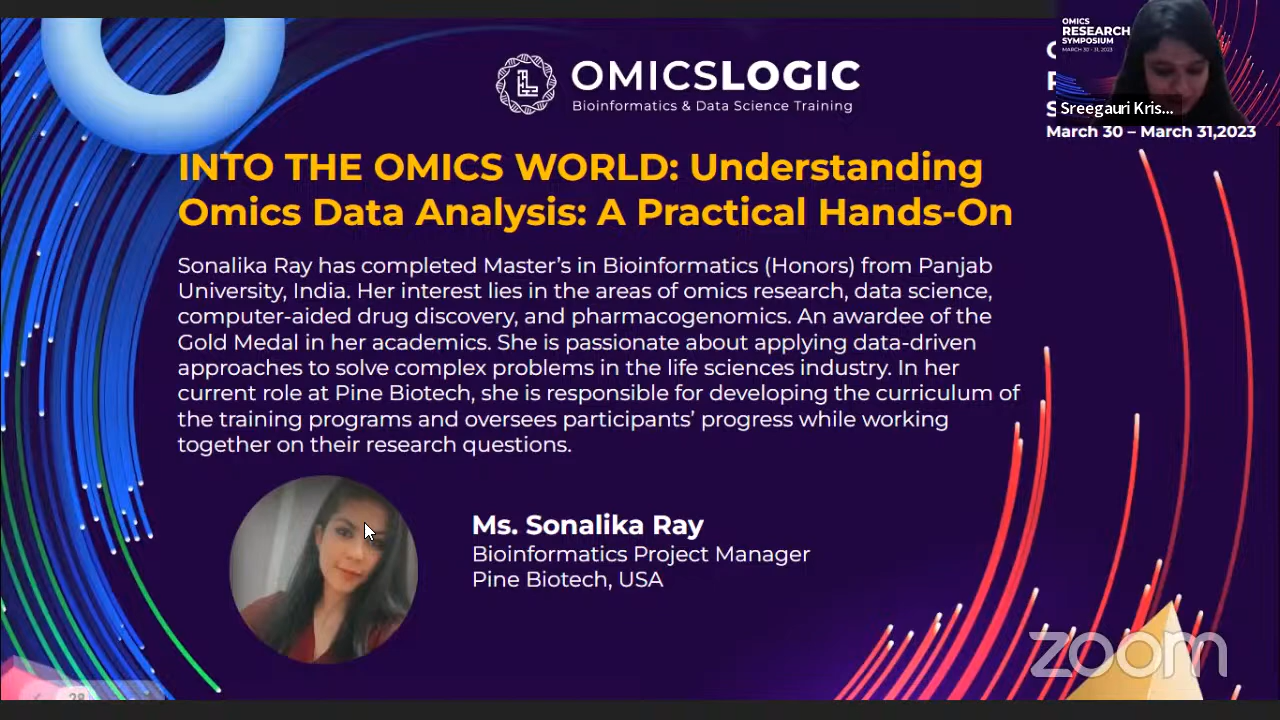 OMICSLOGIC
Bioinformatics & Data Science Training
OMICS
RESEARCH
SYMPOSIUM
MARCH 30 - 31, 2023
Sreegauri Kris...
March 30 – March 31,2023
INTO THE OMICS WORLD: Understanding
Omics Data Analysis: A Practical Hands-On
Sonalika Ray has completed Master’s in Bioinformatics (Honors) from Panjab
University, India. Her interest lies in the areas of omics research, data science,
computer-aided drug discovery, and pharmacogenomics. An awardee of the
Gold Medal in her academics. She is passionate about applying data-driven
approaches to solve complex problems in the life sciences industry. In her
current role at Pine Biotech, she is responsible for developing the curriculum of
the training programs and oversees participants’ progress while working
together on their research questions.
Ms. Sonalika Ray
Bioinformatics Project Manager
Pine Biotech, USA
zoom
28